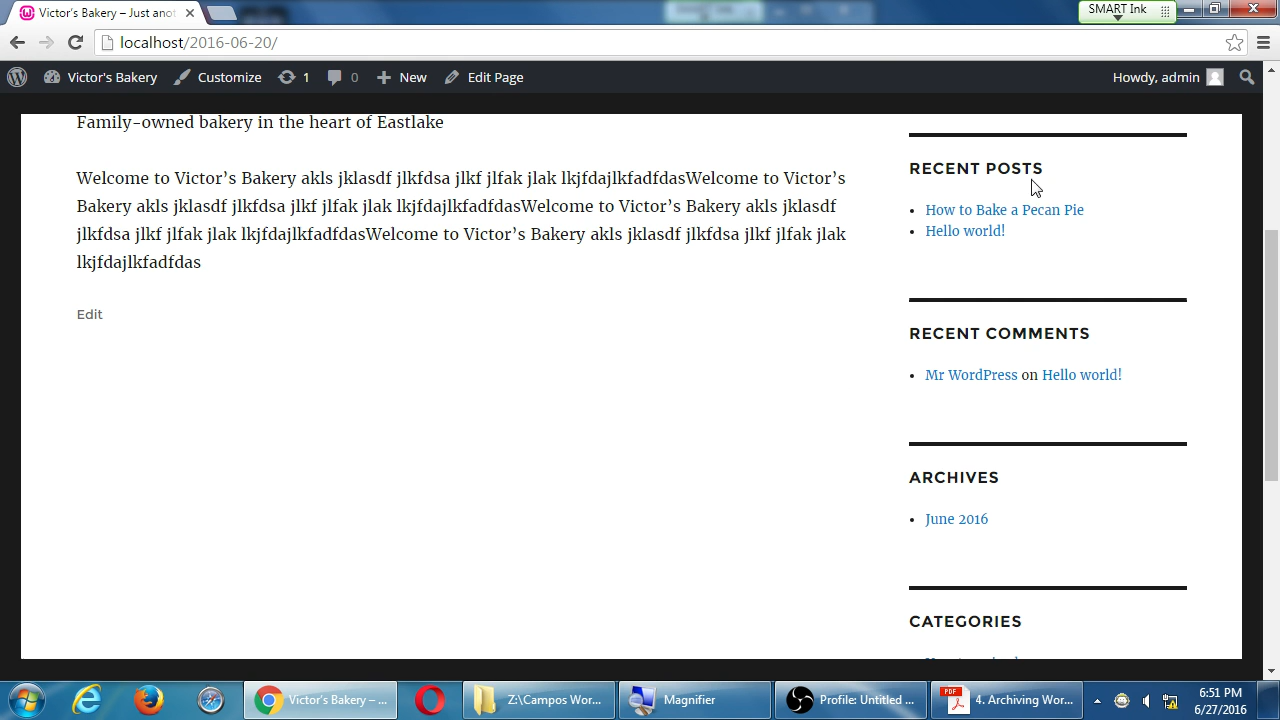 Victor's Bakery – Just anot
SMART Ink
localhost/2016-06-20/
Victor's Bakery
Customize
1
0
New
Edit Page
Howdy, admin
Family-owned bakery in the heart of Eastlake
Welcome to Victor’s Bakery akls jklasdf jlkfdsa jlkf jlfak jlak lkjfdajlkfadfdasWelcome to Victor’s
Bakery akls jklasdf jlkfdsa jlkf jlfak jlak lkjfdajlkfadfdasWelcome to Victor’s Bakery akls jklasdf
jlkfdsa jlkf jlfak jlak lkjfdajlkfadfdasWelcome to Victor’s Bakery akls jklasdf jlkfdsa jlkf jlfak jlak
lkjfdajlkfadfdas
Edit
RECENT POSTS
How to Bake a Pecan Pie
Hello world!
RECENT COMMENTS
Mr WordPress on Hello world!
ARCHIVES
June 2016
CATEGORIES
Victor's Bakery – ...
Z:\Campos Wor...
Magnifier
Profile: Untitled ...
PDF
4. Archiving Wor...
6:51 PM
6/27/2016